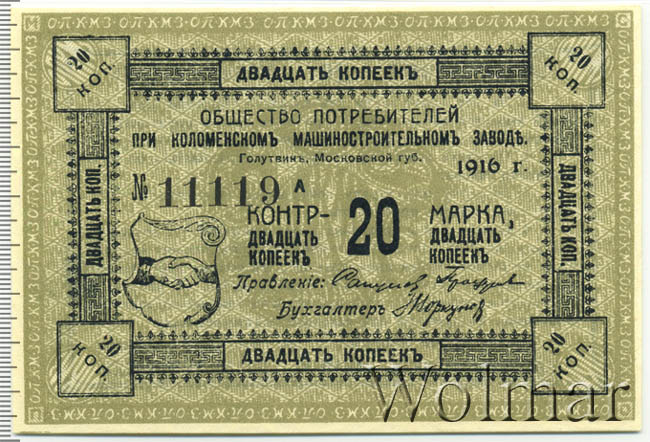 О·П·К·М·З
20 КОП.
ДВАДЦАТЬ КОПЕЕКЪ
20 КОП.
ОБЩЕСТВО ПОТРЕБИТЕЛЕЙ
ПРИ КОЛОМЕНСКОМЪ МАШИНОСТРОИТЕЛЬНОМЪ ЗАВОДѢ.
Голутвинъ, Московской губ.
1916 г.
№ 11119 А
ДВАДЦАТЬ КОП.
ДВАДЦАТЬ КОП.
КОНТР- 20 МАРКА,
ДВАДЦАТЬ КОПЕЕКЪ
ДВАДЦАТЬ КОПЕЕКЪ
Правленіе:
Бухгалтеръ
20 КОП.
ДВАДЦАТЬ КОПЕЕКЪ
20 КОП.
Wolmar